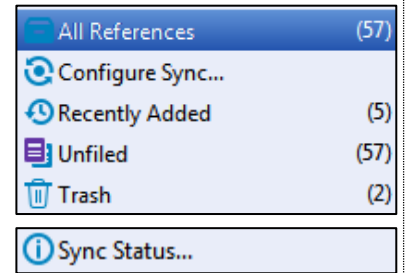 All References (57)
Configure Sync...
Recently Added (5)
Unfiled (57)
Trash (2)
Sync Status...